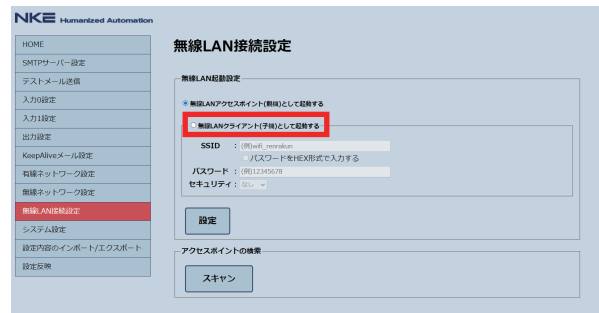 NKE Humanized Automation
HOME
SMTPサーバー設定
テストメール送信
入力0設定
入力1設定
出力設定
KeepAliveメール設定
有線ネットワーク設定
無線ネットワーク設定
無線LAN接続設定
システム設定
設定内容のインポート/エクスポート
設定反映
無線LAN接続設定
無線LAN起動設定
無線LANアクセスポイント(親機)として起動する
無線LANクライアント(子機)として起動する
SSID : (例)wifi_renrakun
パスワードをHEX形式で入力する
パスワード : (例)12345678
セキュリティ : なし
設定
アクセスポイントの検索
スキャン